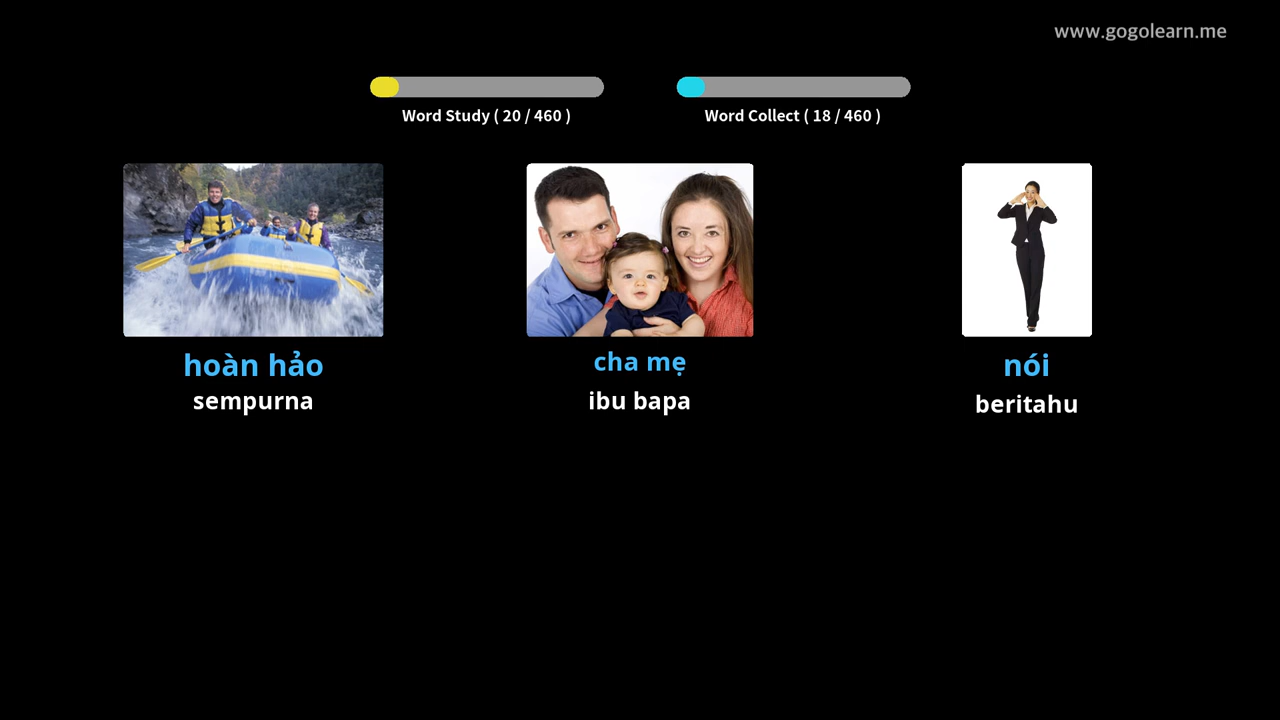 www.gogolearn.me
Word Study ( 20 / 460 )
Word Collect ( 18 / 460 )
hoàn hảo
sempurna
cha mẹ
ibu bapa
nói
beritahu